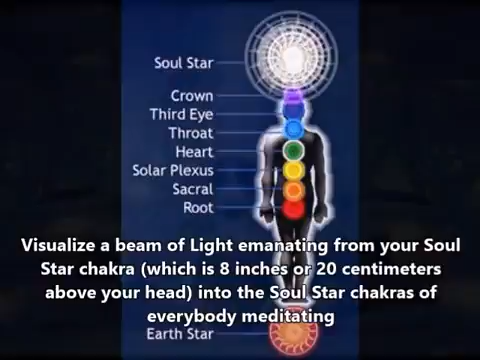 Soul Star
Crown
Third Eye
Throat
Heart
Solar Plexus
Sacral
Root
Visualize a beam of Light emanating from your Soul
Star chakra (which is 8 inches or 20 centimeters
above your head) into the Soul Star chakras of
everybody meditating
Earth Star